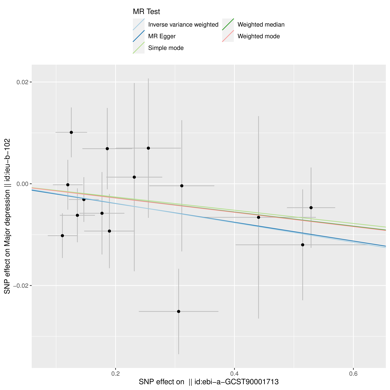 MR Test
Inverse variance weighted
Weighted median
MR Egger
Weighted mode
Simple mode
0.02
0.00
−0.02
SNP effect on Major depression || id:ieu−b−102
0.2
0.4
0.6
SNP effect on  || id:ebi−a−GCST90001713